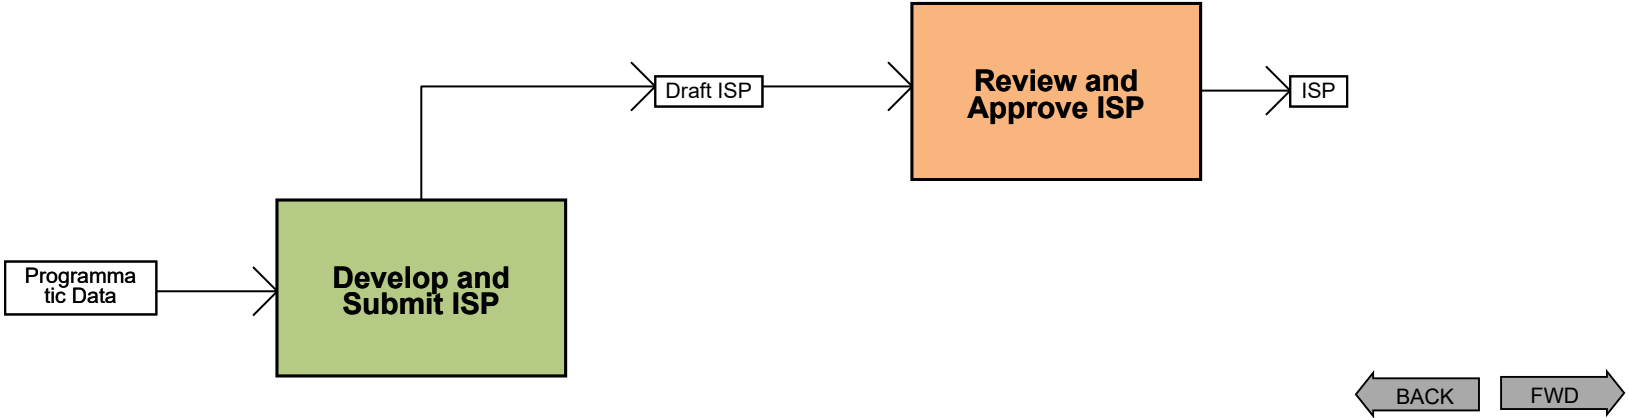 Review and
Approve ISP
Draft ISP
ISP
Programma
tic Data
Develop and
Submit ISP
BACK
FWD